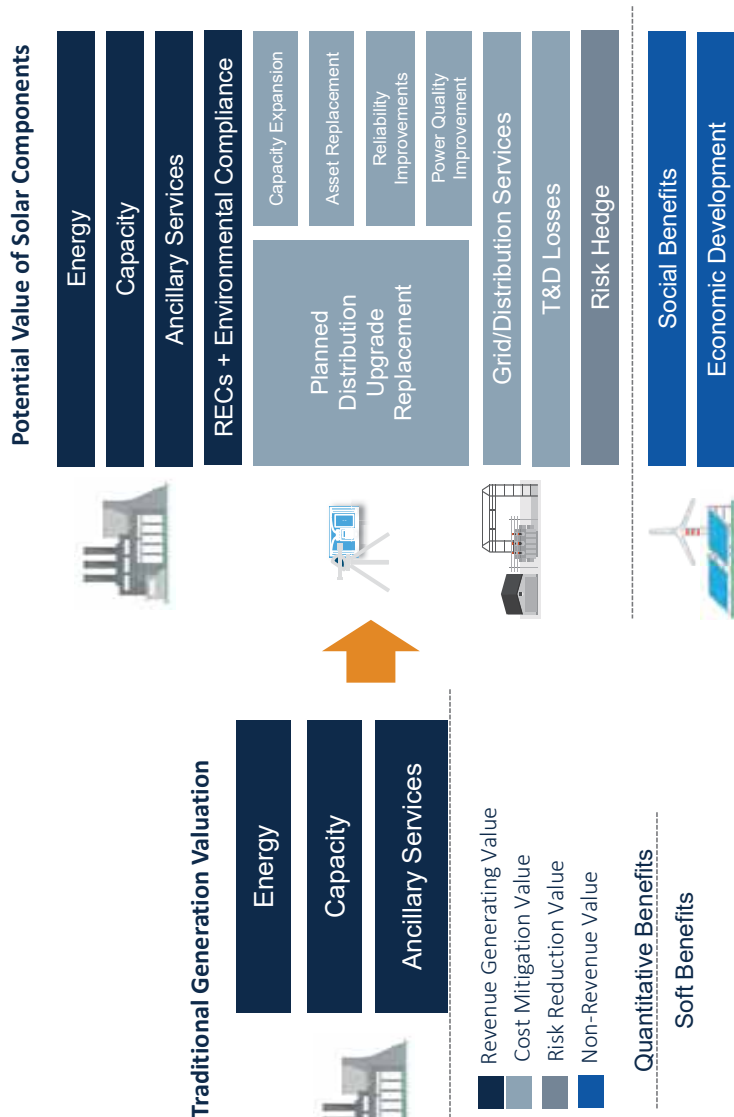 Traditional Generation Valuation
Energy
Capacity
Ancillary Services
Revenue Generating Value
Cost Mitigation Value
Risk Reduction Value
Non-Revenue Value
Quantitative Benefits
Soft Benefits
Potential Value of Solar Components
Energy
Capacity
Ancillary Services
RECs + Environmental Compliance
Planned
Distribution
Upgrade
Replacement
Capacity Expansion
Asset Replacement
Reliability
Improvements
Power Quality
Improvement
Grid/Distribution Services
T&D Losses
Risk Hedge
Social Benefits
Economic Development